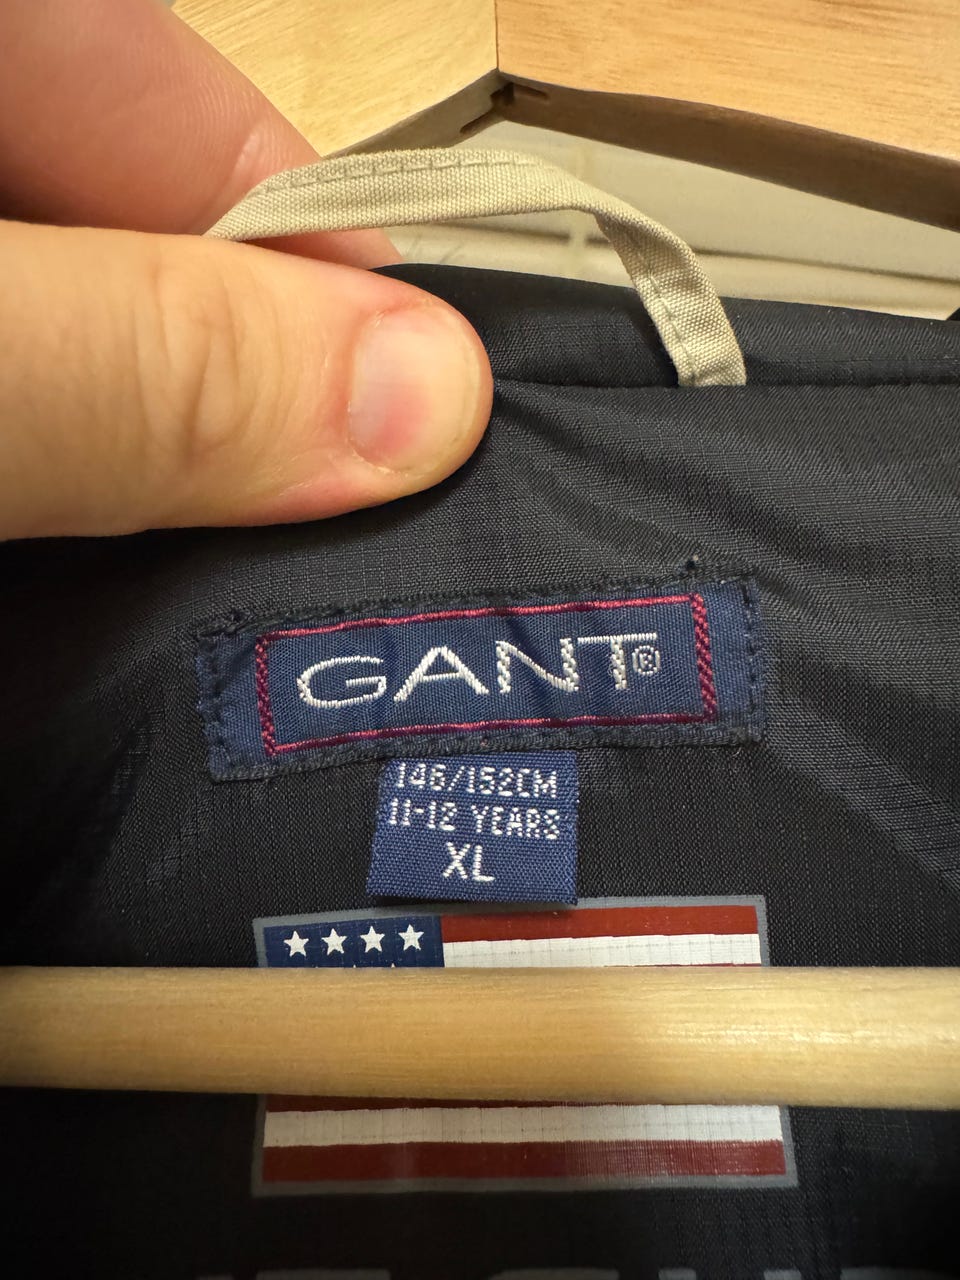 GANT®
146/152CM
11-12 YEARS
XL